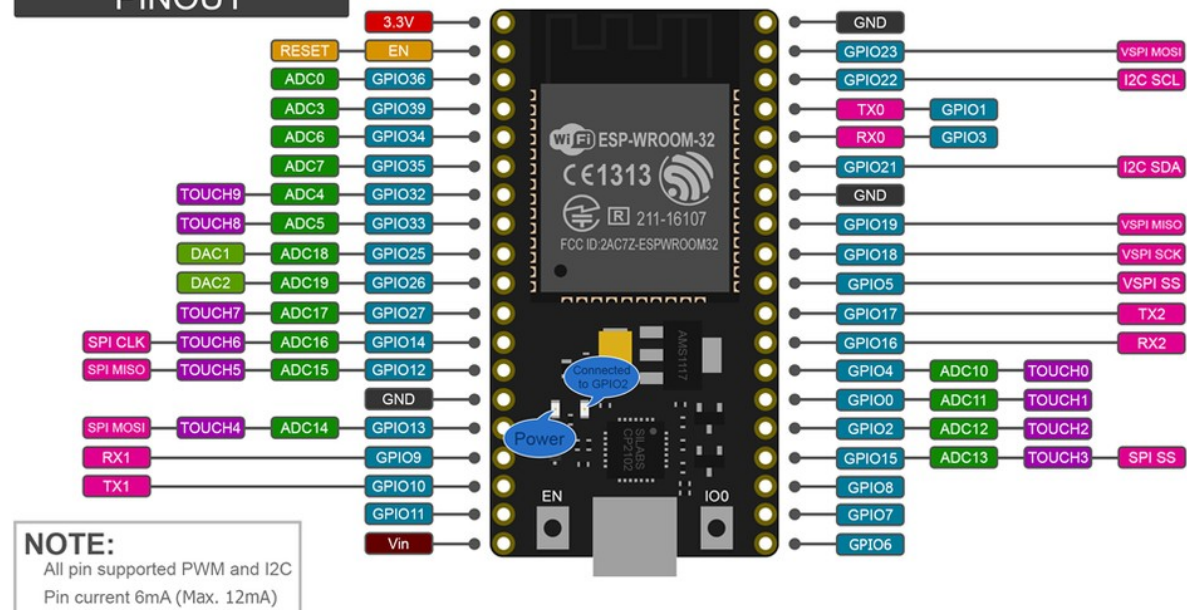 PINOUT
3.3V GND
RESET EN GPIO23 VSPI MOSI
ADC0 GPIO36 GPIO22 I2C SCL
ADC3 GPIO39 TX0 GPIO1
ADC6 GPIO34 RX0 GPIO3
ADC7 GPIO35 GPIO21 I2C SDA
TOUCH9 ADC4 GPIO32 GND
TOUCH8 ADC5 GPIO33 GPIO19 VSPI MISO
DAC1 ADC18 GPIO25 GPIO18 VSPI SCK
DAC2 ADC19 GPIO26 GPIO5 VSPI SS
TOUCH7 ADC17 GPIO27 GPIO17 TX2
SPI CLK TOUCH6 ADC16 GPIO14 GPIO16 RX2
SPI MISO TOUCH5 ADC15 GPIO12 GPIO4 ADC10 TOUCH0
GND GPIO0 ADC11 TOUCH1
SPI MOSI TOUCH4 ADC14 GPIO13 GPIO2 ADC12 TOUCH2
RX1 GPIO9 GPIO15 ADC13 TOUCH3 SPI SS
TX1 GPIO10 GPIO8
GPIO11 GPIO7
Vin GPIO6
WiFi ESP-WROOM-32
CE1313
R 211-16107
FCC ID:2AC7Z-ESPWROOM32
AMS1117
Connected
to GPIO2
Power
SILABS
CP2102
EN IO0
NOTE:
All pin supported PWM and I2C
Pin current 6mA (Max. 12mA)